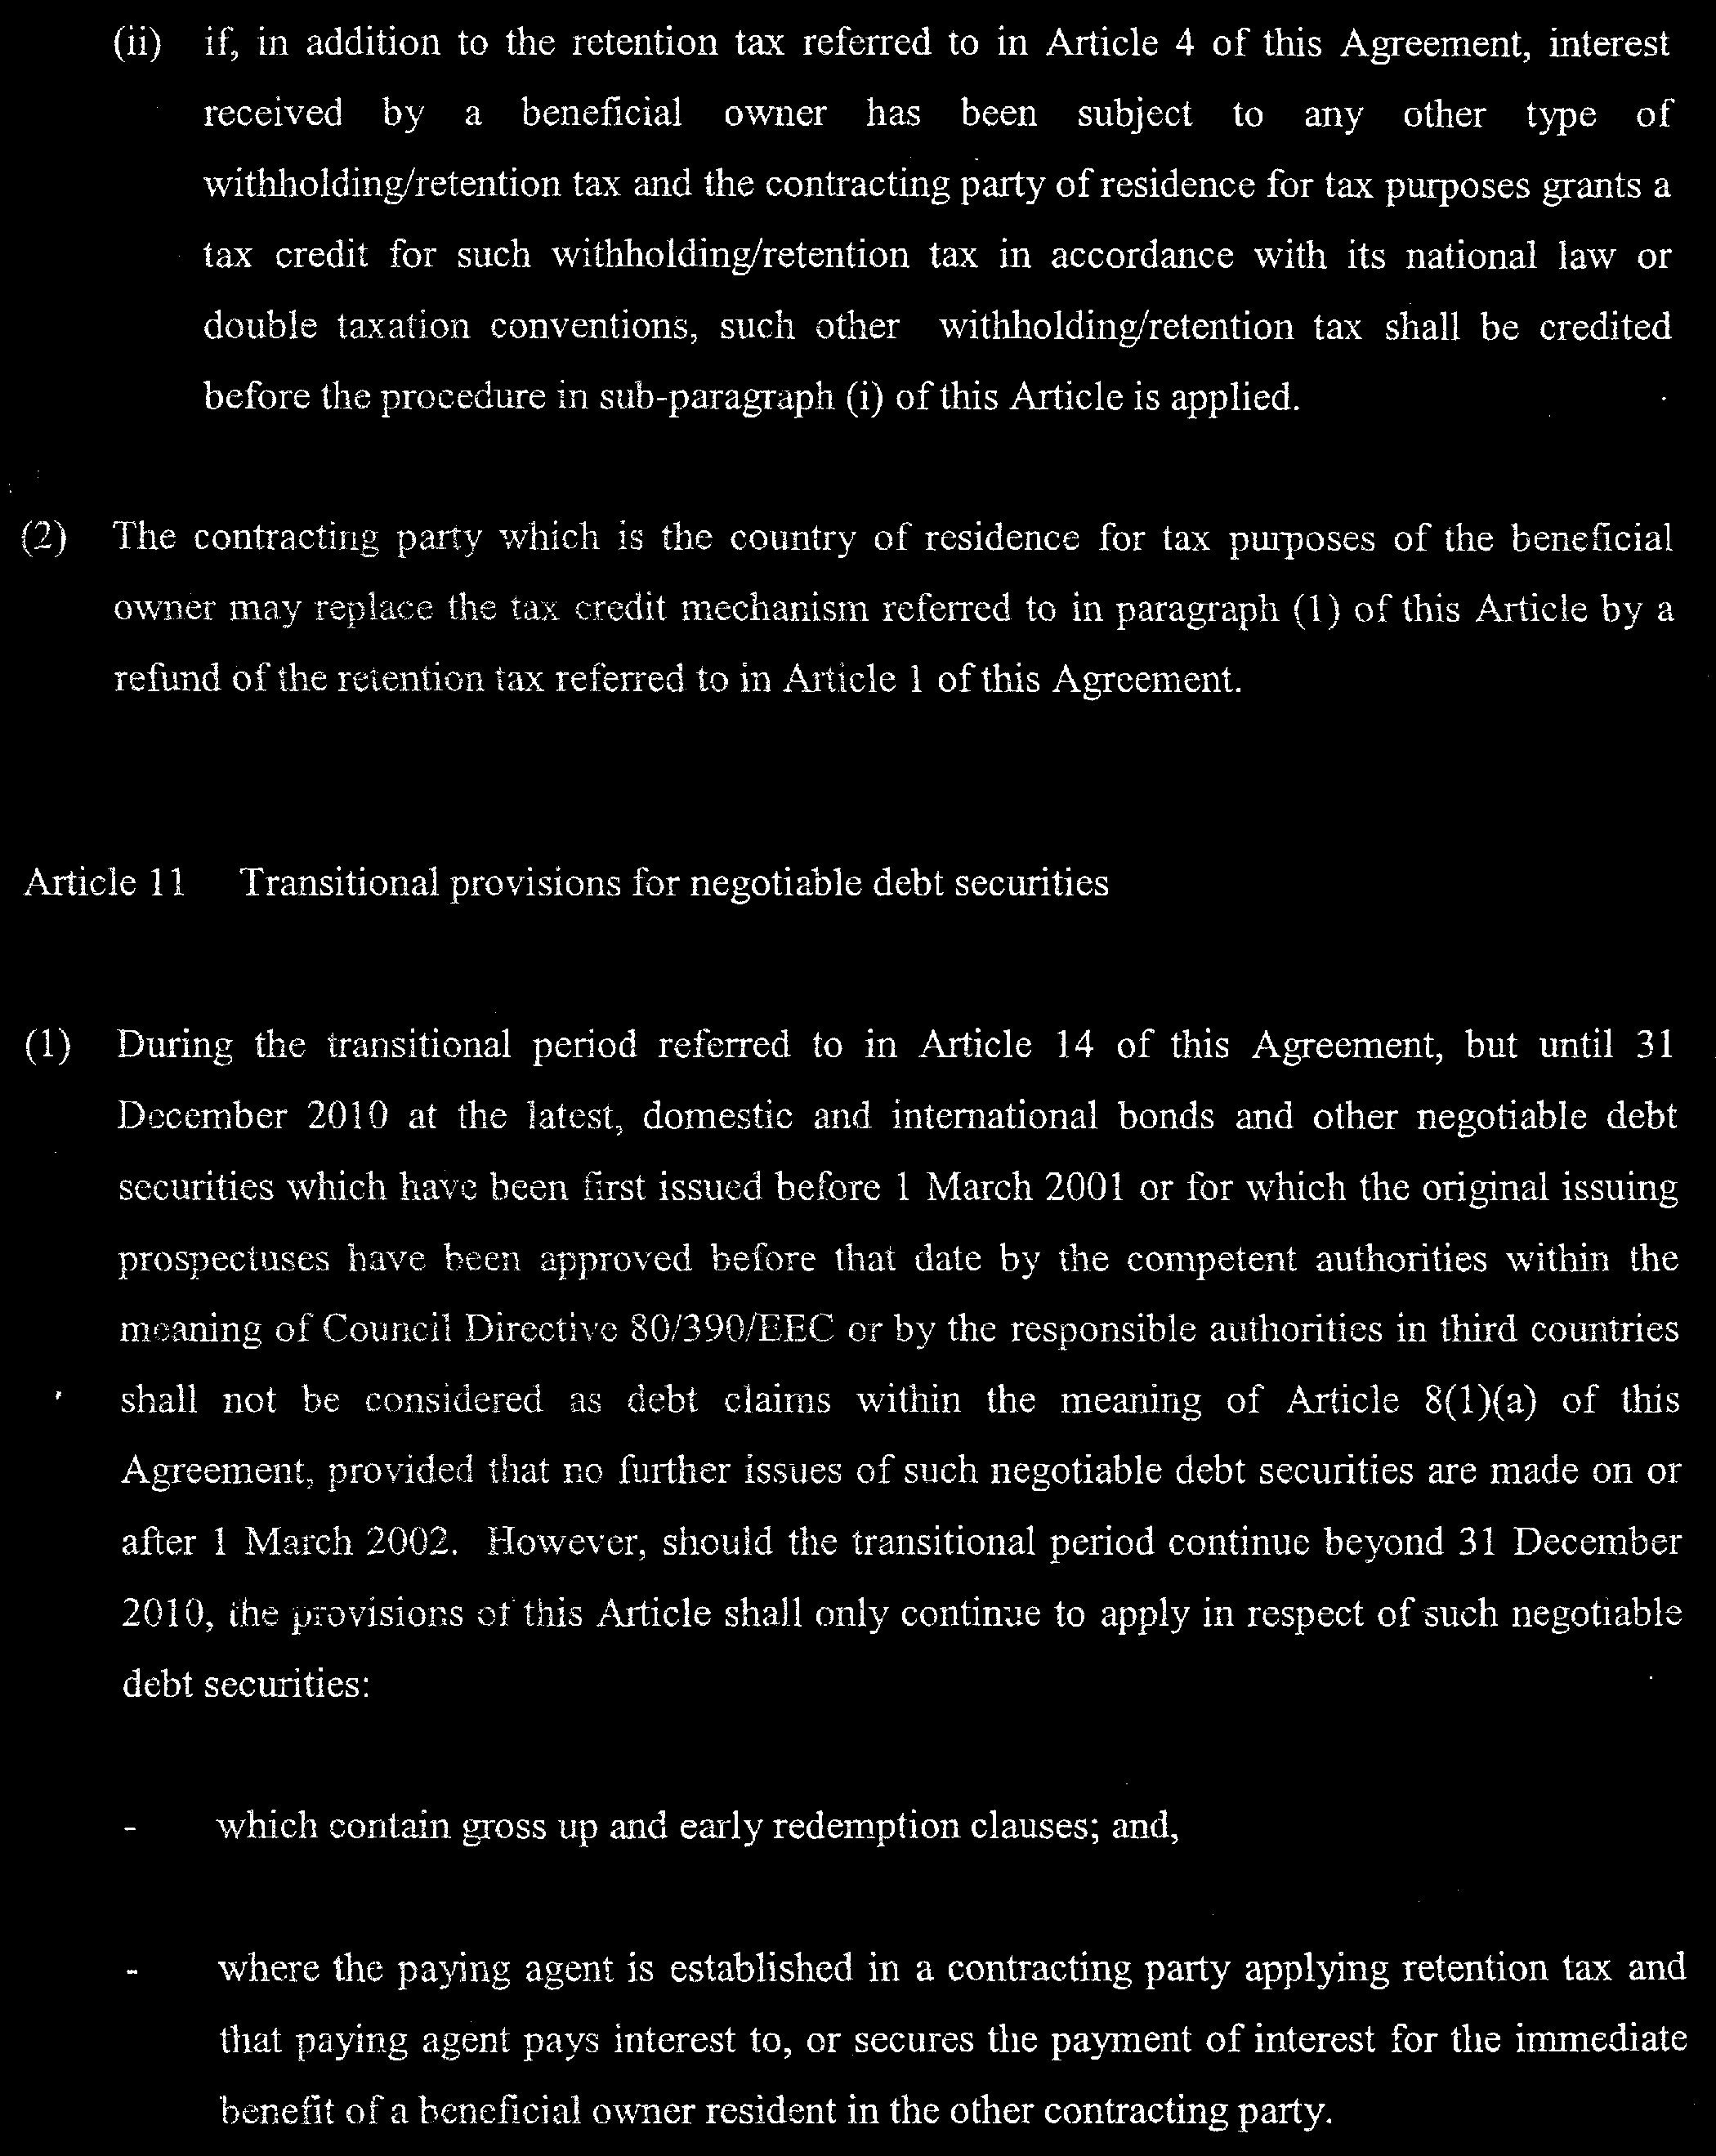 (ii) if, in addition to the retention tax referred to in Article 4 of this Agreement, interest
received by a beneficial owner has been subject to any other type of
withholding/retention tax and the contracting party of residence for tax purposes grants a
tax credit for such withholding/retention tax in accordance with its national law or
double taxation conventions, such other withholding/retention tax shall be credited
before the procedure in sub-paragraph (i) of this Article is applied.
(2) The contracting party which is the country of residence for tax purposes of the beneficial
owner may replace the tax credit mechanism referred to in paragraph (1) of this Article by a
refund of the retention tax referred to in Article 1 of this Agreement.
Article 11 Transitional provisions for negotiable debt securities
(1) During the transitional period referred to in Article 14 of this Agreement, but until 31
December 2010 at the latest, domestic and international bonds and other negotiable debt
securities which have been first issued before 1 March 2001 or for which the original issuing
prospectuses have been approved before that date by the competent authorities within the
meaning of Council Directive 80/390/EEC or by the responsible authorities in third countries
shall not be considered as debt claims within the meaning of Article 8(1)(a) of this
Agreement, provided that no further issues of such negotiable debt securities are made on or
after 1 March 2002. However, should the transitional period continue beyond 31 December
2010, the provisions of this Article shall only continue to apply in respect of such negotiable
debt securities:
- which contain gross up and early redemption clauses; and,
- where the paying agent is established in a contracting party applying retention tax and
that paying agent pays interest to, or secures the payment of interest for the immediate
benefit of a beneficial owner resident in the other contracting party.